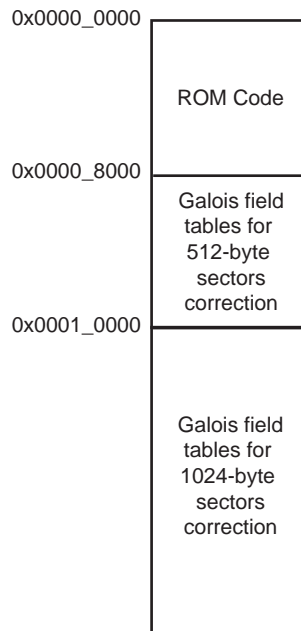 0x0000_0000
ROM Code
0x0000_8000
Galois field
tables for
512-byte
sectors
correction
0x0001_0000
Galois field
tables for
1024-byte
sectors
correction